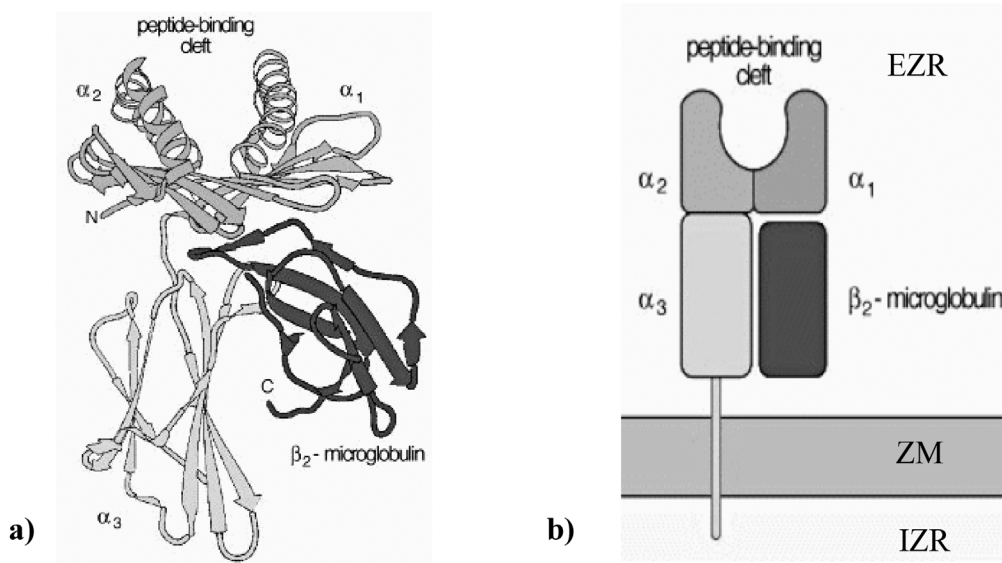 peptide-binding
cleft
α2
α1
N
C
β2 - microglobulin
α3
a)
peptide-binding
cleft
EZR
α2
α1
α3
β2 - microglobulin
ZM
IZR
b)